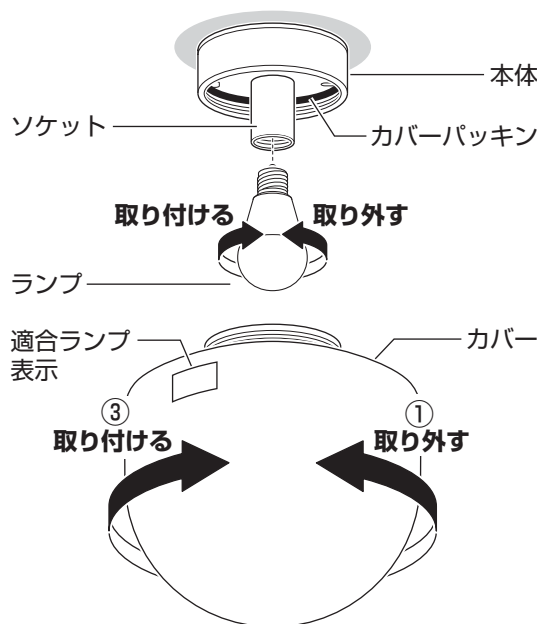 本体
ソケット
カバーパッキン
取り付ける
取り外す
ランプ
適合ランプ
表示
カバー
③
取り付ける
①
取り外す